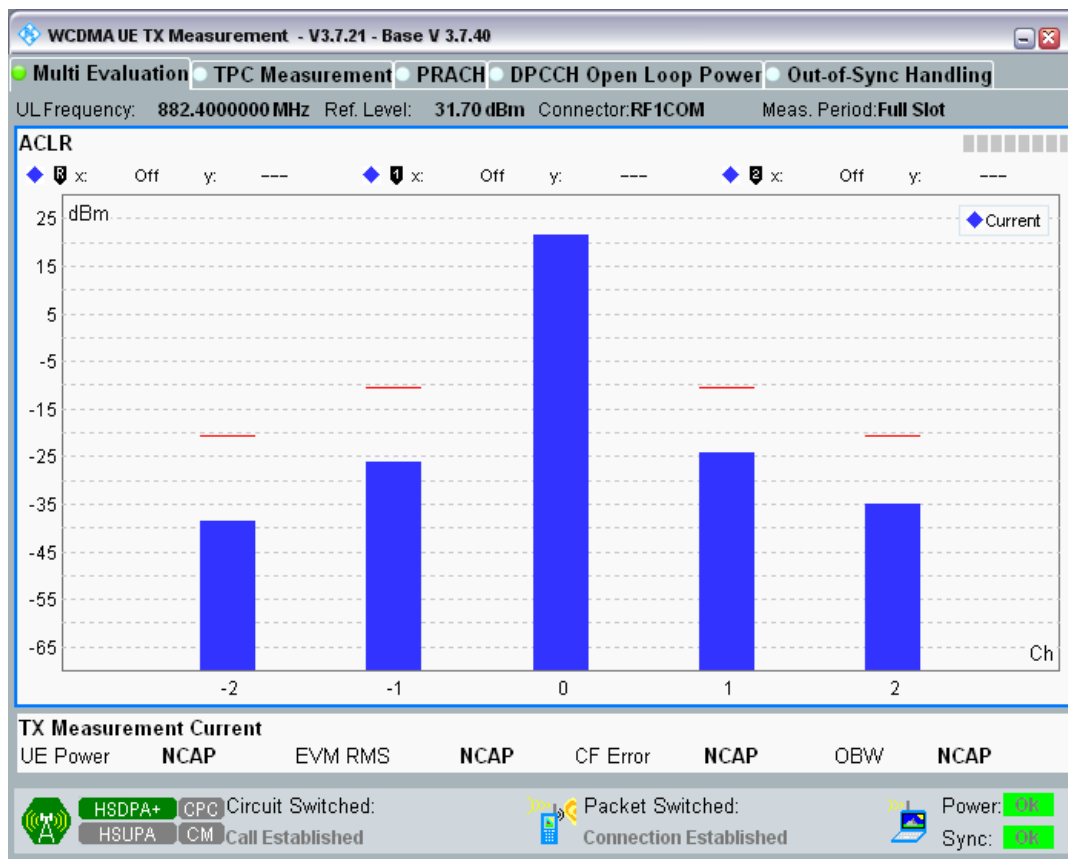 WCDMA UE TX Measurement - V3.7.21 - Base V 3.7.40
Multi Evaluation TPC Measurement PRACH DPCCH Open Loop Power Out-of-Sync Handling
UL Frequency: 882.4000000 MHz Ref. Level: 31.70 dBm Connector:RF1COM Meas. Period:Full Slot
ACLR
R x: Off y: --- 1 x: Off y: --- 2 x: Off y: ---
dBm
Current
25
15
5
-5
-15
-25
-35
-45
-55
-65
Ch
-2 -1 0 1 2
TX Measurement Current
UE Power NCAP EVM RMS NCAP CF Error NCAP OBW NCAP
HSDPA+ CPC Circuit Switched: Packet Switched: Power: OK
HSUPA CM Call Established Connection Established Sync: OK